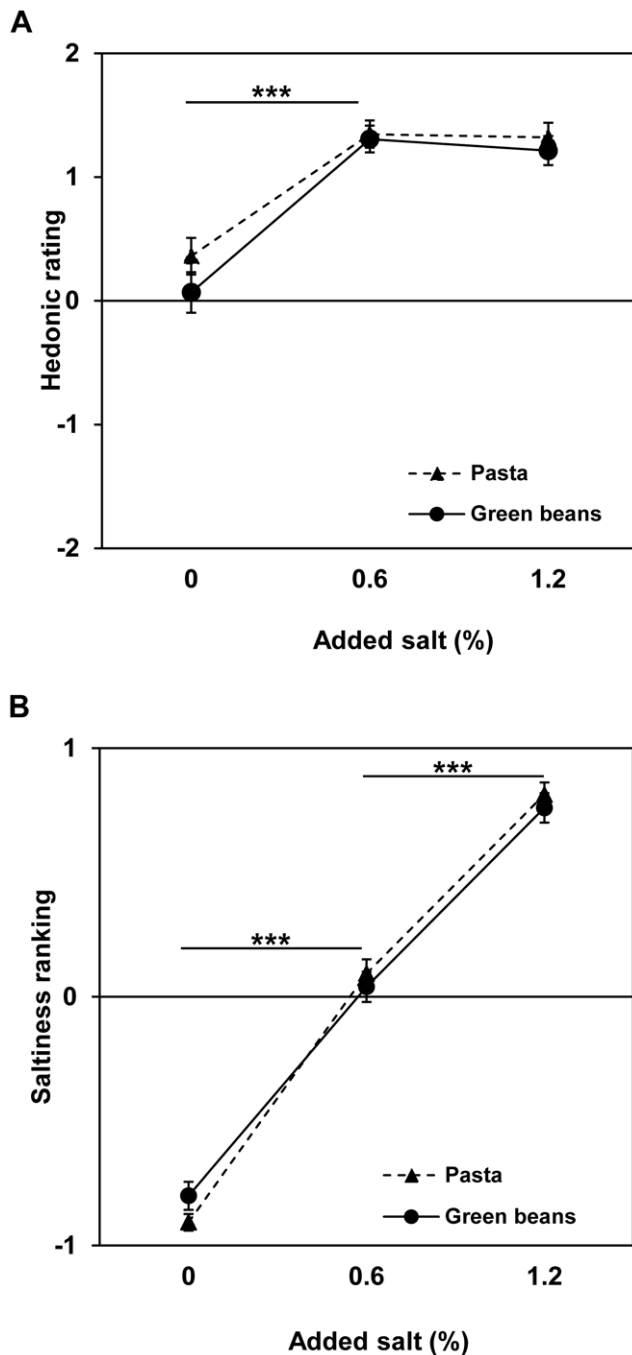 A
2
***
1
Hedonic rating
0
-1
Pasta
Green beans
-2
0 0.6 1.2
Added salt (%)
B
1
***
Saltiness ranking
***
0
Pasta
Green beans
-1
0 0.6 1.2
Added salt (%)